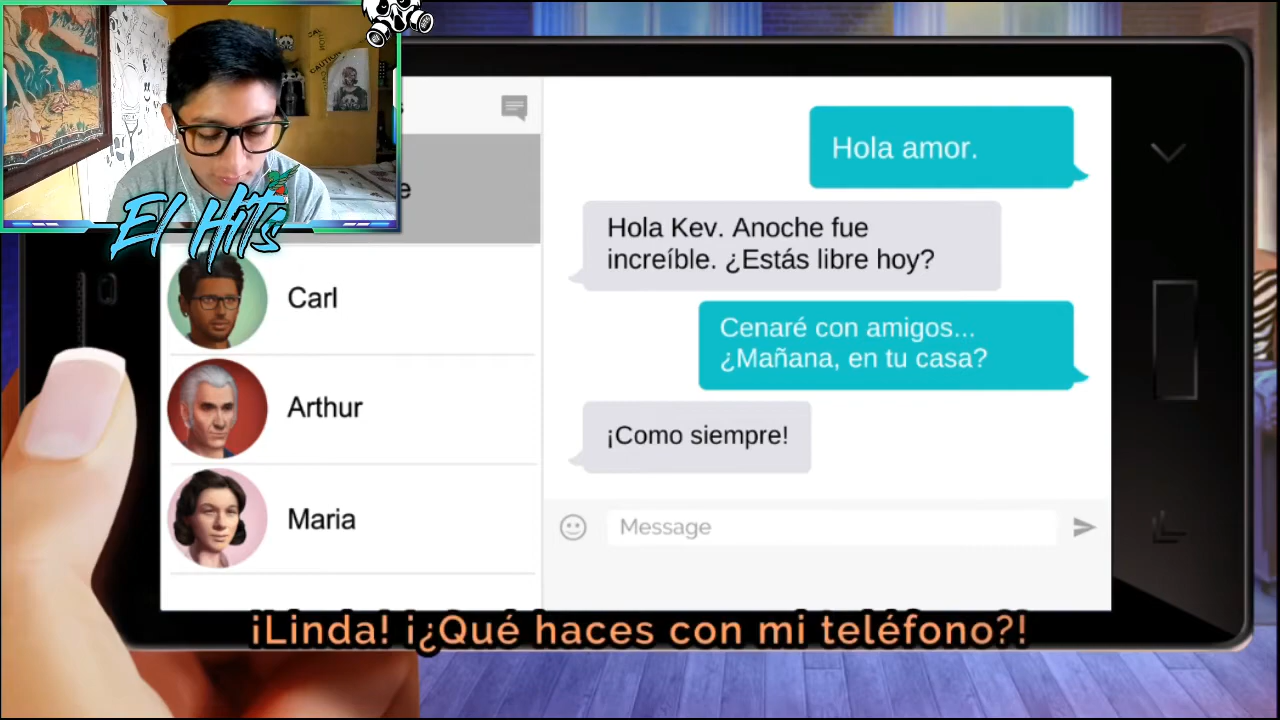 El Hits
e
Carl
Arthur
Maria
Hola amor.
Hola Kev. Anoche fue
increíble. ¿Estás libre hoy?
Cenaré con amigos...
¿Mañana, en tu casa?
¡Como siempre!
Message
¡Linda! ¡¿Qué haces con mi teléfono?!